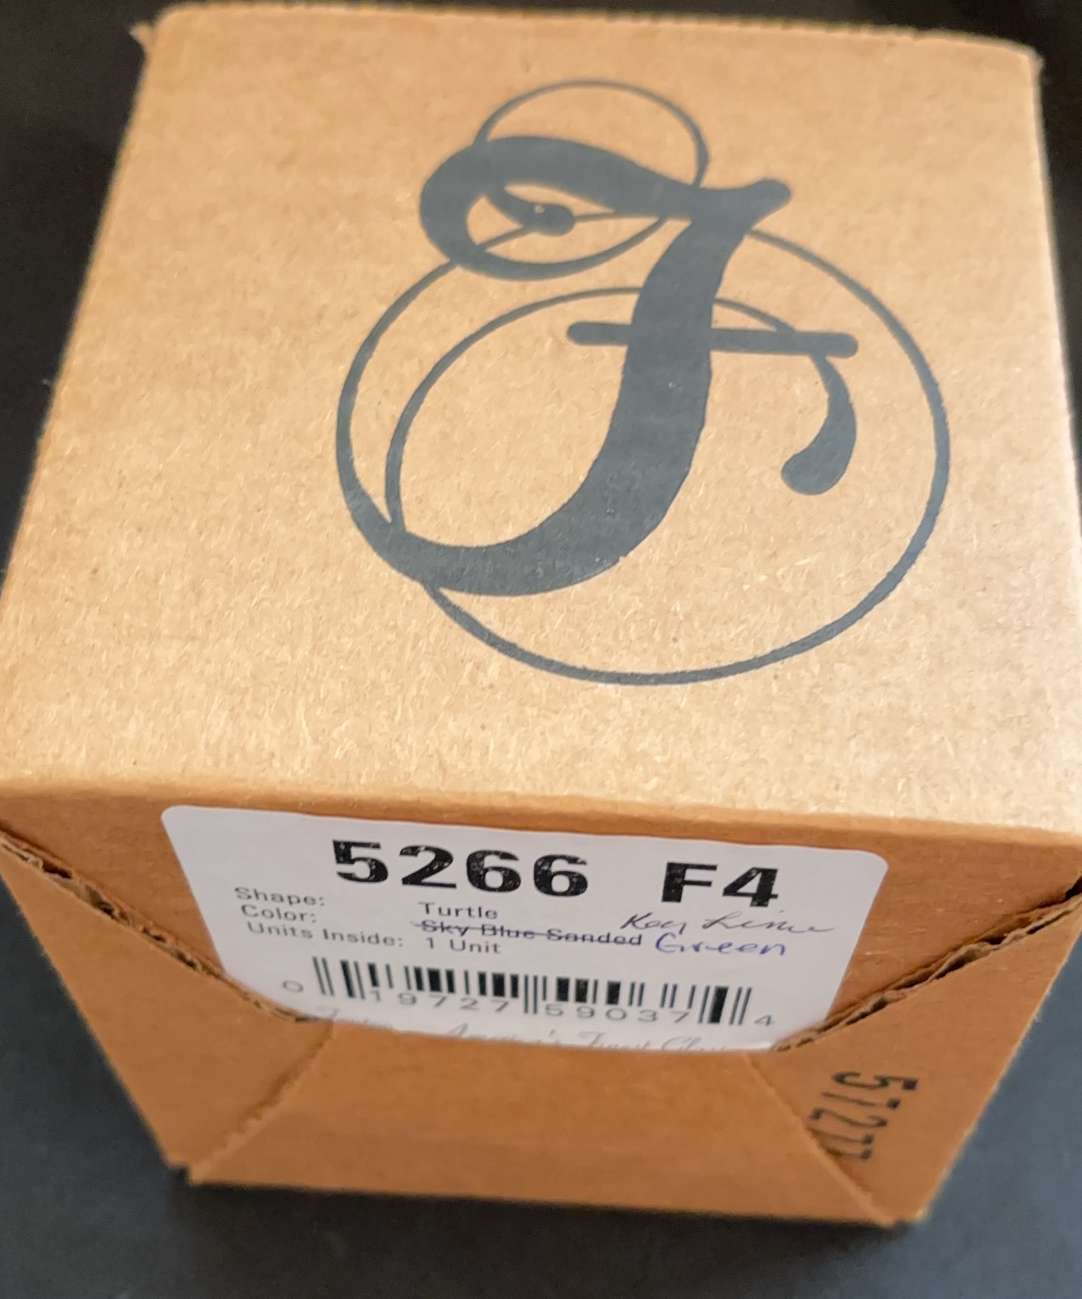 F
5266 F4
Shape: Turtle
Color: Sky Blue Sanded Key Lime Green
Units Inside: 1 Unit
0 19727 59037 4